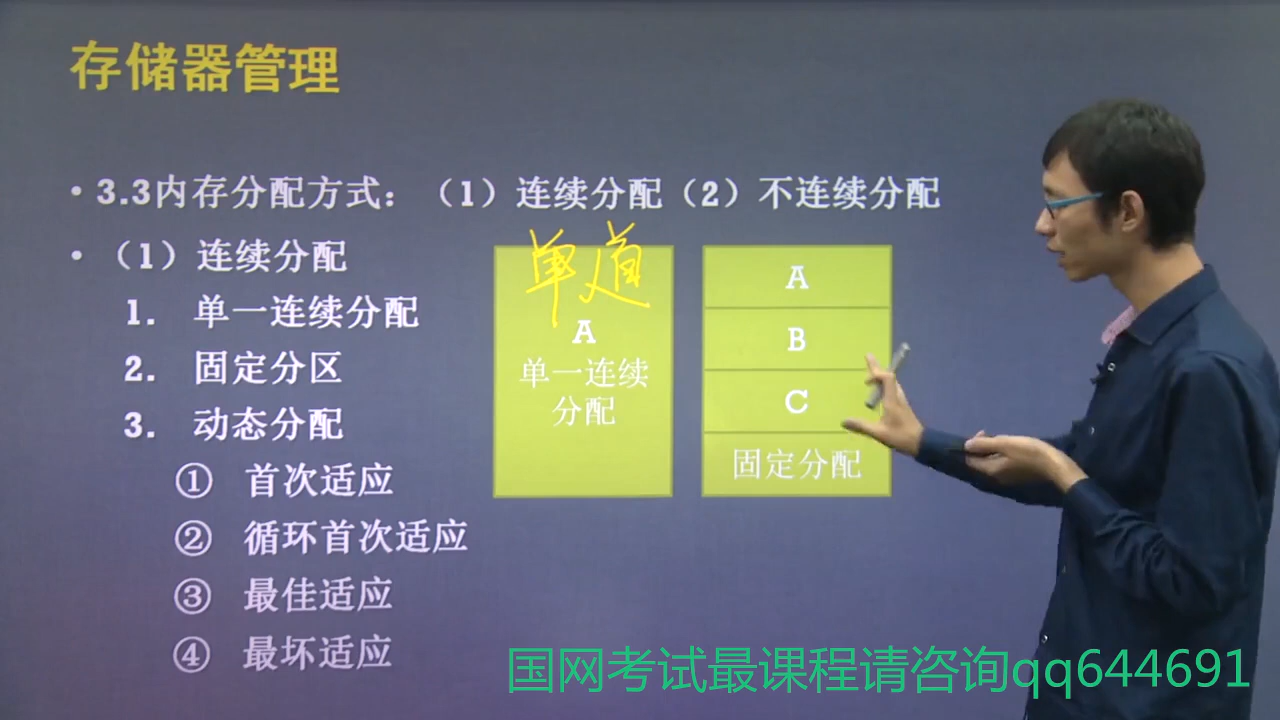 存储器管理
• 3.3内存分配方式：（1）连续分配（2）不连续分配
• （1）连续分配
1. 单一连续分配
2. 固定分区
3. 动态分配
① 首次适应
② 循环首次适应
③ 最佳适应
④ 最坏适应
单道
A
单一连续
分配
A
B
C
固定分配
国网考试最课程请咨询qq644691